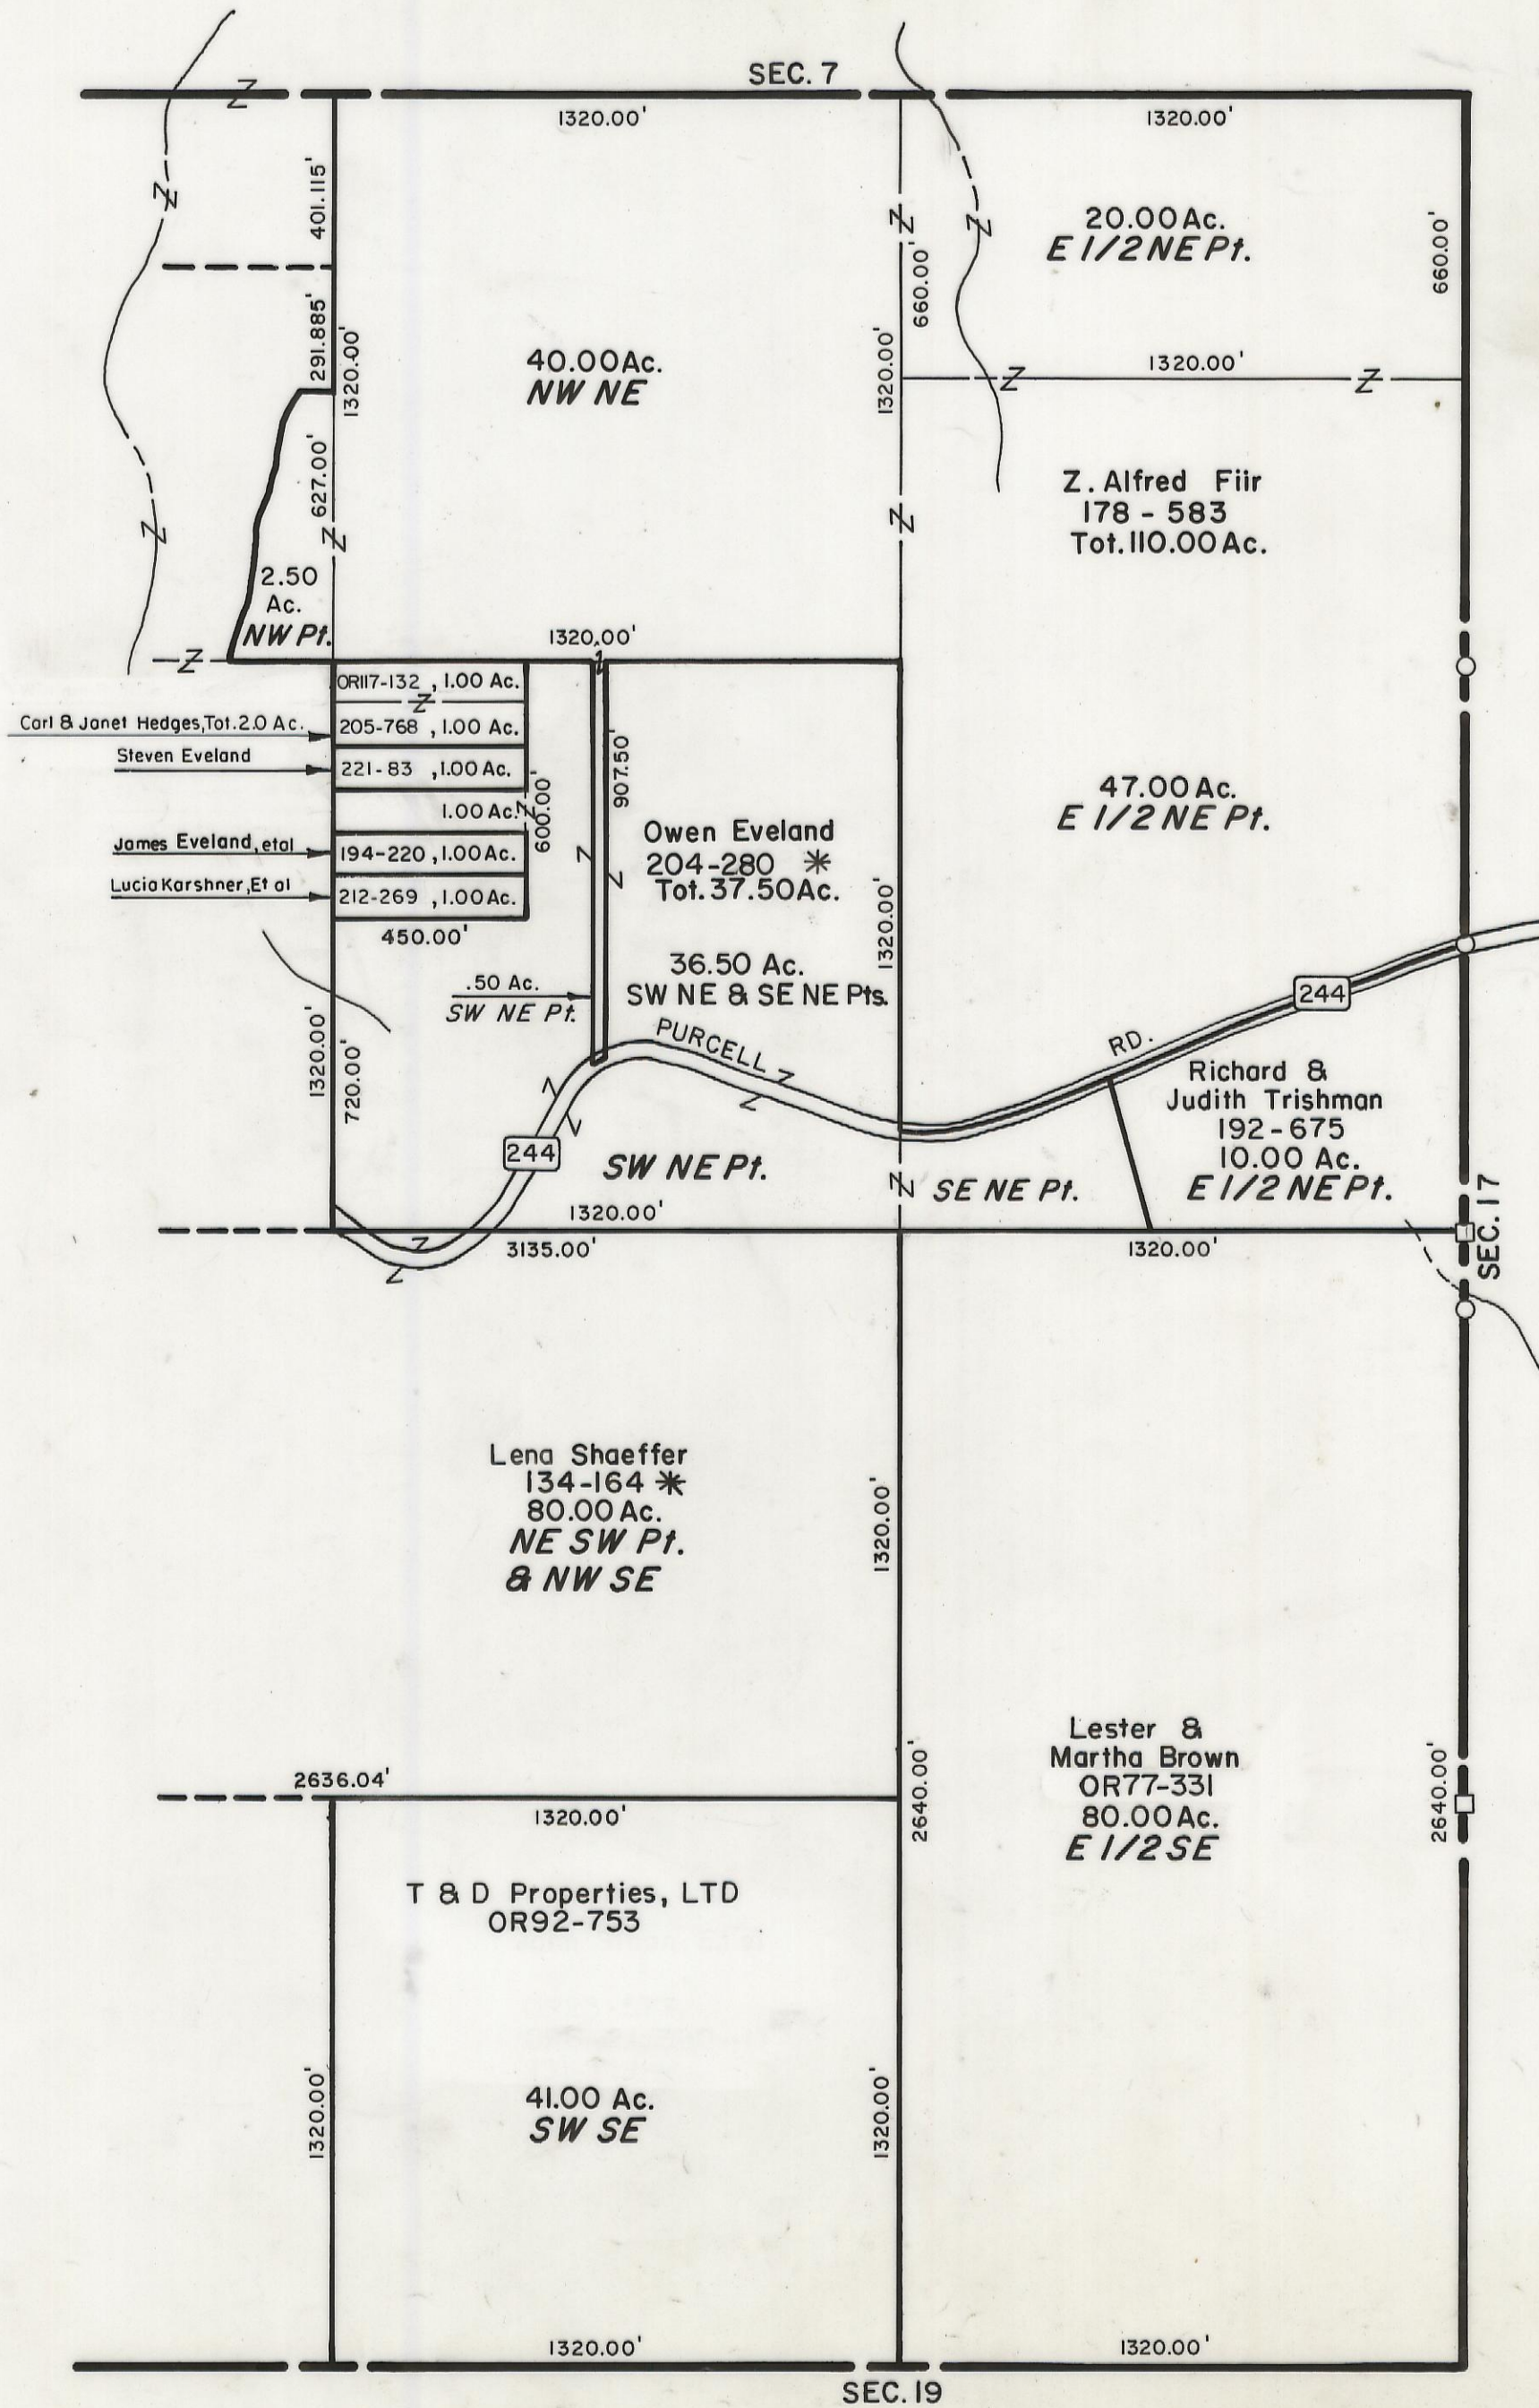 SEC. 7
1320.00'
1320.00'
401.115'
291.885'
1320.00'
627.00'
2.50
Ac.
NW Pt.
40.00 Ac.
NW NE
1320.00'
660.00'
20.00 Ac.
E 1/2 NE Pt.
660.00'
1320.00'
Z. Alfred Fiir
178 - 583
Tot. 110.00 Ac.
47.00 Ac.
E 1/2 NE Pt.
1320.00'
OR117-132 , 1.00 Ac.
Carl & Janet Hedges, Tot. 2.0 Ac.
205-768 , 1.00 Ac.
Steven Eveland
221-83 , 1.00 Ac.
1.00 Ac.
James Eveland, etal
194-220 , 1.00 Ac.
Lucia Karshner, Et al
212-269 , 1.00 Ac.
450.00'
600.00'
907.50'
Owen Eveland
204-280 *
Tot. 37.50 Ac.
36.50 Ac.
SW NE & SE NE Pts.
1320.00'
.50 Ac.
SW NE Pt.
1320.00'
720.00'
PURCELL
RD.
244
244
Richard &
Judith Trishman
192-675
10.00 Ac.
E 1/2 NE Pt.
SW NE Pt.
SE NE Pt.
1320.00'
3135.00'
1320.00'
SEC. 17
Lena Shaeffer
134-164 *
80.00 Ac.
NE SW Pt.
& NW SE
1320.00'
Lester &
Martha Brown
OR77-331
80.00 Ac.
E 1/2 SE
2640.00'
2640.00'
2636.04'
1320.00'
T & D Properties, LTD
OR92-753
41.00 Ac.
SW SE
1320.00'
1320.00'
1320.00'
1320.00'
SEC. 19